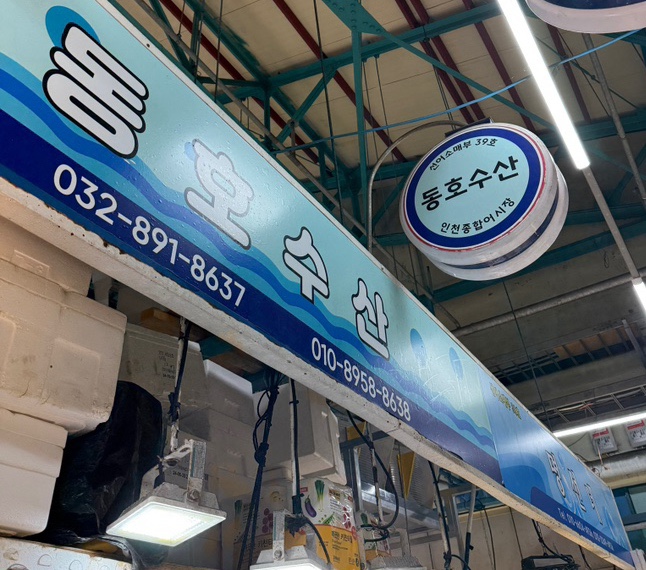 동호수산
032-891-8637
010-8958-8638
선어소매부 39호
동호수산
인천종합어시장